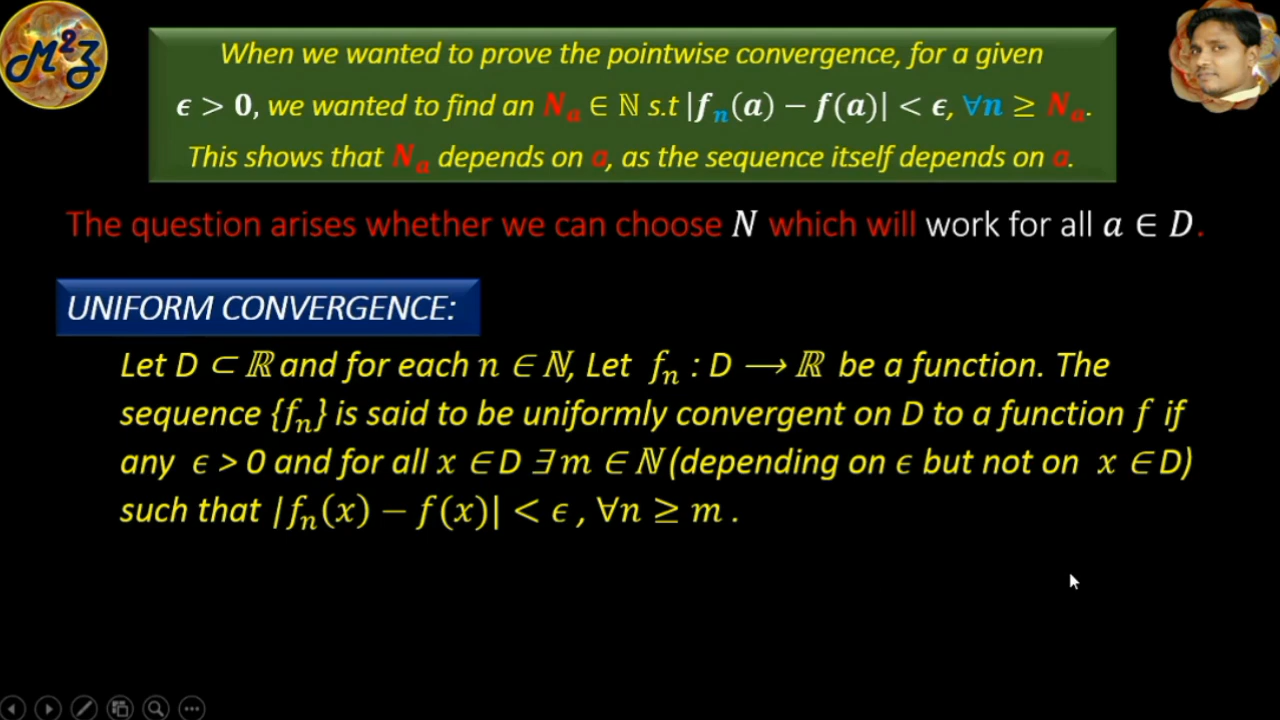 M²Z
When we wanted to prove the pointwise convergence, for a given
ϵ > 0, we wanted to find an Nₐ ∈ ℕ s.t |fₙ(a) − f(a)| < ϵ, ∀n ≥ Nₐ.
This shows that Nₐ depends on a, as the sequence itself depends on a.
The question arises whether we can choose N which will work for all a ∈ D.
UNIFORM CONVERGENCE:
Let D ⊂ ℝ and for each n ∈ ℕ, Let fₙ : D ⟶ ℝ be a function. The
sequence {fₙ} is said to be uniformly convergent on D to a function f if
any ϵ > 0 and for all x ∈ D ∃ m ∈ ℕ (depending on ϵ but not on x ∈ D)
such that |fₙ(x) − f(x)| < ϵ , ∀n ≥ m .